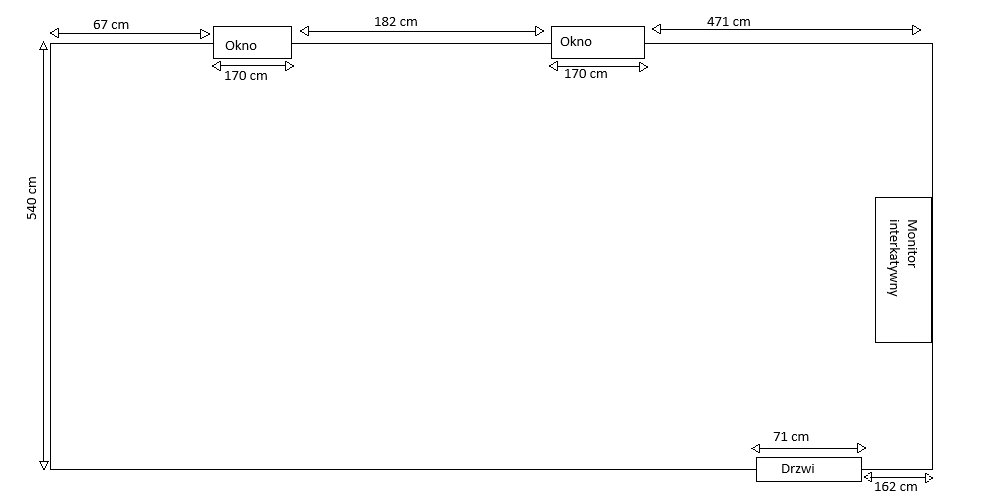 67 cm
182 cm
471 cm
Okno
Okno
170 cm
170 cm
540 cm
Monitor
interkatywny
71 cm
Drzwi
162 cm